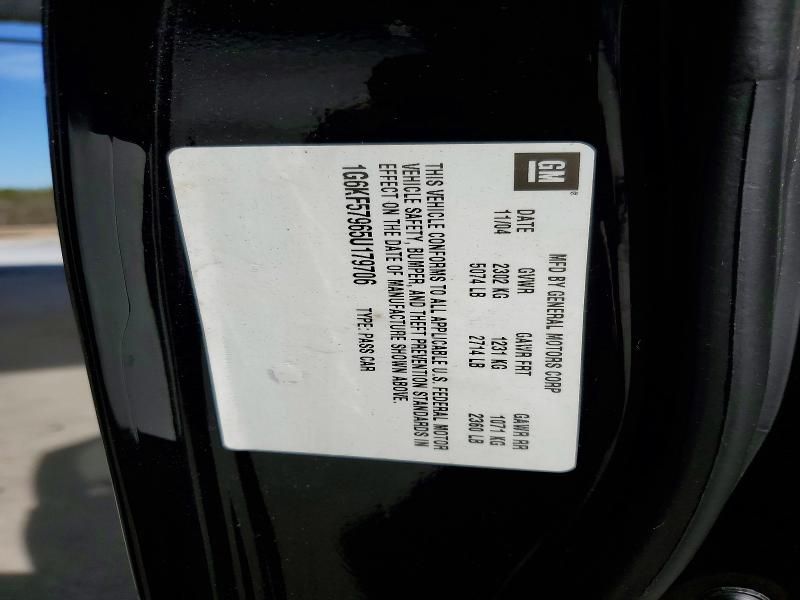 GM®
MFD BY GENERAL MOTORS CORP
DATE GVWR GAWR FRT GAWR RR
11/04 2302 KG 1231 KG 1071 KG
5074 LB 2714 LB 2360 LB
THIS VEHICLE CONFORMS TO ALL APPLICABLE U.S. FEDERAL MOTOR
VEHICLE SAFETY, BUMPER, AND THEFT PREVENTION STANDARDS IN
EFFECT ON THE DATE OF MANUFACTURE SHOWN ABOVE.
1G6KF57965U179706 TYPE: PASS CAR